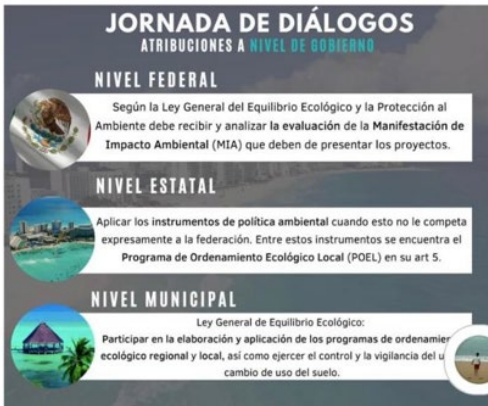 JORNADA DE DIÁLOGOS
ATRIBUCIONES A NIVEL DE GOBIERNO
NIVEL FEDERAL
Según la Ley General del Equilibrio Ecológico y la Protección al
Ambiente debe recibir y analizar la evaluación de la Manifestación de
Impacto Ambiental (MIA) que deben de presentar los proyectos.
NIVEL ESTATAL
Aplicar los instrumentos de política ambiental cuando esto no le competa
expresamente a la federación. Entre estos instrumentos se encuentra el
Programa de Ordenamiento Ecológico Local (POEL) en su art 5.
NIVEL MUNICIPAL
Ley General de Equilibrio Ecológico:
Participar en la elaboración y aplicación de los programas de
ecológico regional y local, así como ejercer el control y la vigilancia del
cambio de uso del suelo.